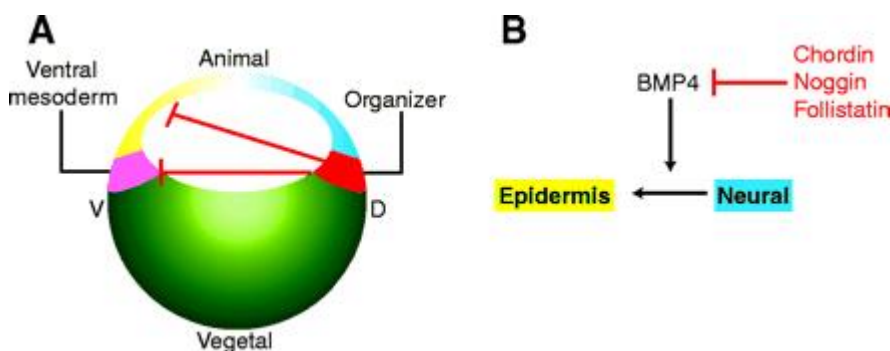 A
Animal
Ventral
mesoderm
Organizer
V
D
Vegetal
B
Chordin
BMP4
Noggin
Follistatin
Epidermis
Neural